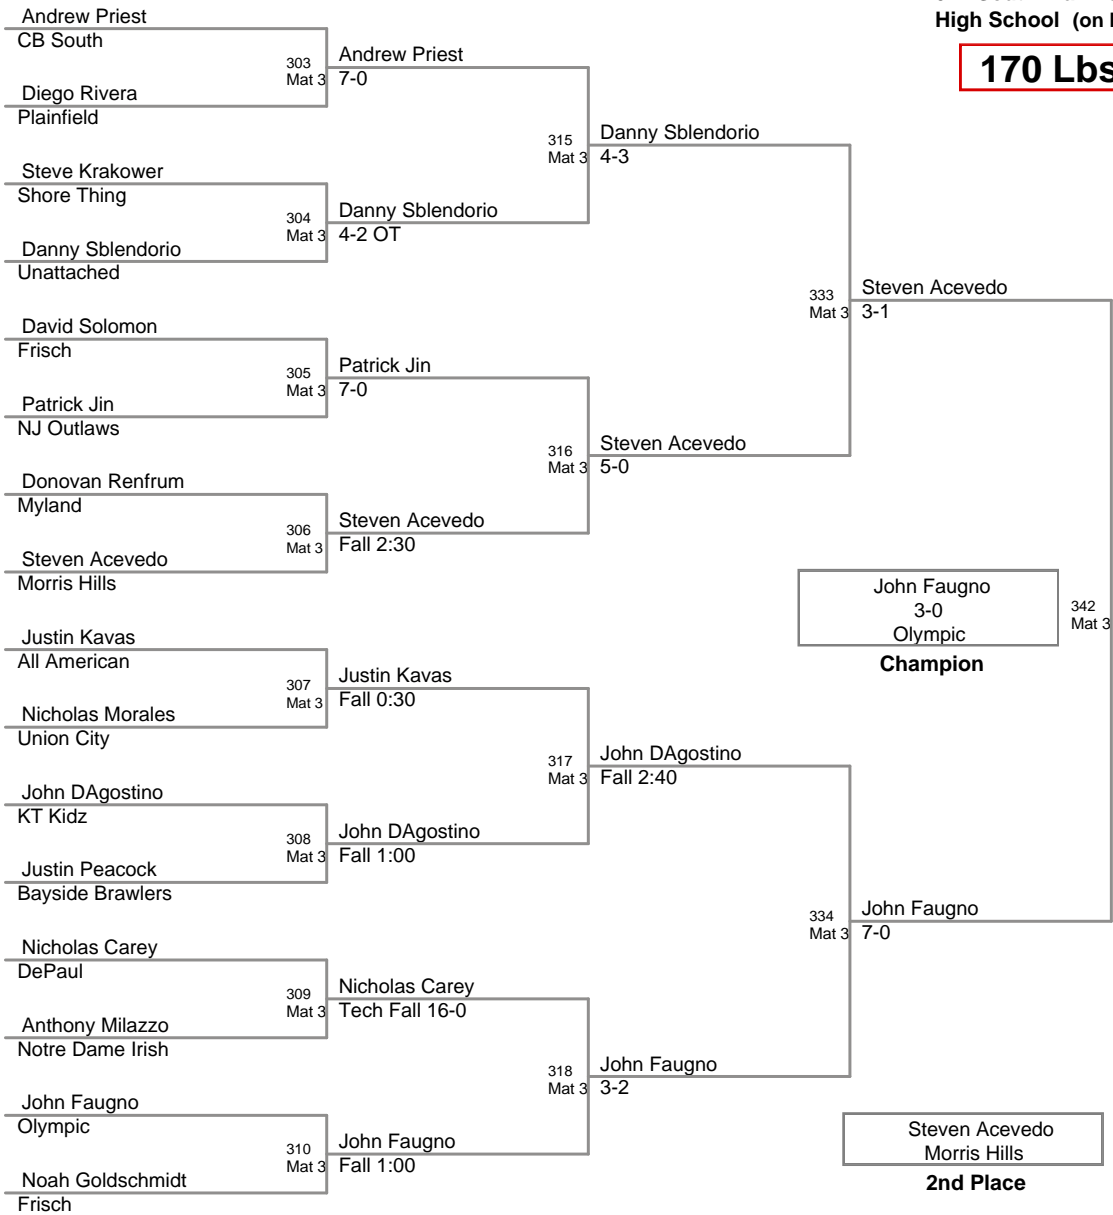 High School (on
170 Lbs
Andrew Priest
CB South
303
Mat 3
Andrew Priest
7-0
Diego Rivera
Plainfield
315
Mat 3
Danny Sblendorio
4-3
Steve Krakower
Shore Thing
304
Mat 3
Danny Sblendorio
4-2 OT
Danny Sblendorio
Unattached
333
Mat 3
Steven Acevedo
3-1
David Solomon
Frisch
305
Mat 3
Patrick Jin
7-0
Patrick Jin
NJ Outlaws
316
Mat 3
Steven Acevedo
5-0
Donovan Renfrum
Myland
306
Mat 3
Steven Acevedo
Fall 2:30
Steven Acevedo
Morris Hills
John Faugno
3-0
Olympic
Champion
342
Mat 3
Justin Kavas
All American
307
Mat 3
Justin Kavas
Fall 0:30
Nicholas Morales
Union City
317
Mat 3
John DAgostino
Fall 2:40
John DAgostino
KT Kidz
308
Mat 3
John DAgostino
Fall 1:00
Justin Peacock
Bayside Brawlers
334
Mat 3
John Faugno
7-0
Nicholas Carey
DePaul
309
Mat 3
Nicholas Carey
Tech Fall 16-0
Anthony Milazzo
Notre Dame Irish
318
Mat 3
John Faugno
3-2
John Faugno
Olympic
310
Mat 3
John Faugno
Fall 1:00
Noah Goldschmidt
Frisch
Steven Acevedo
Morris Hills
2nd Place